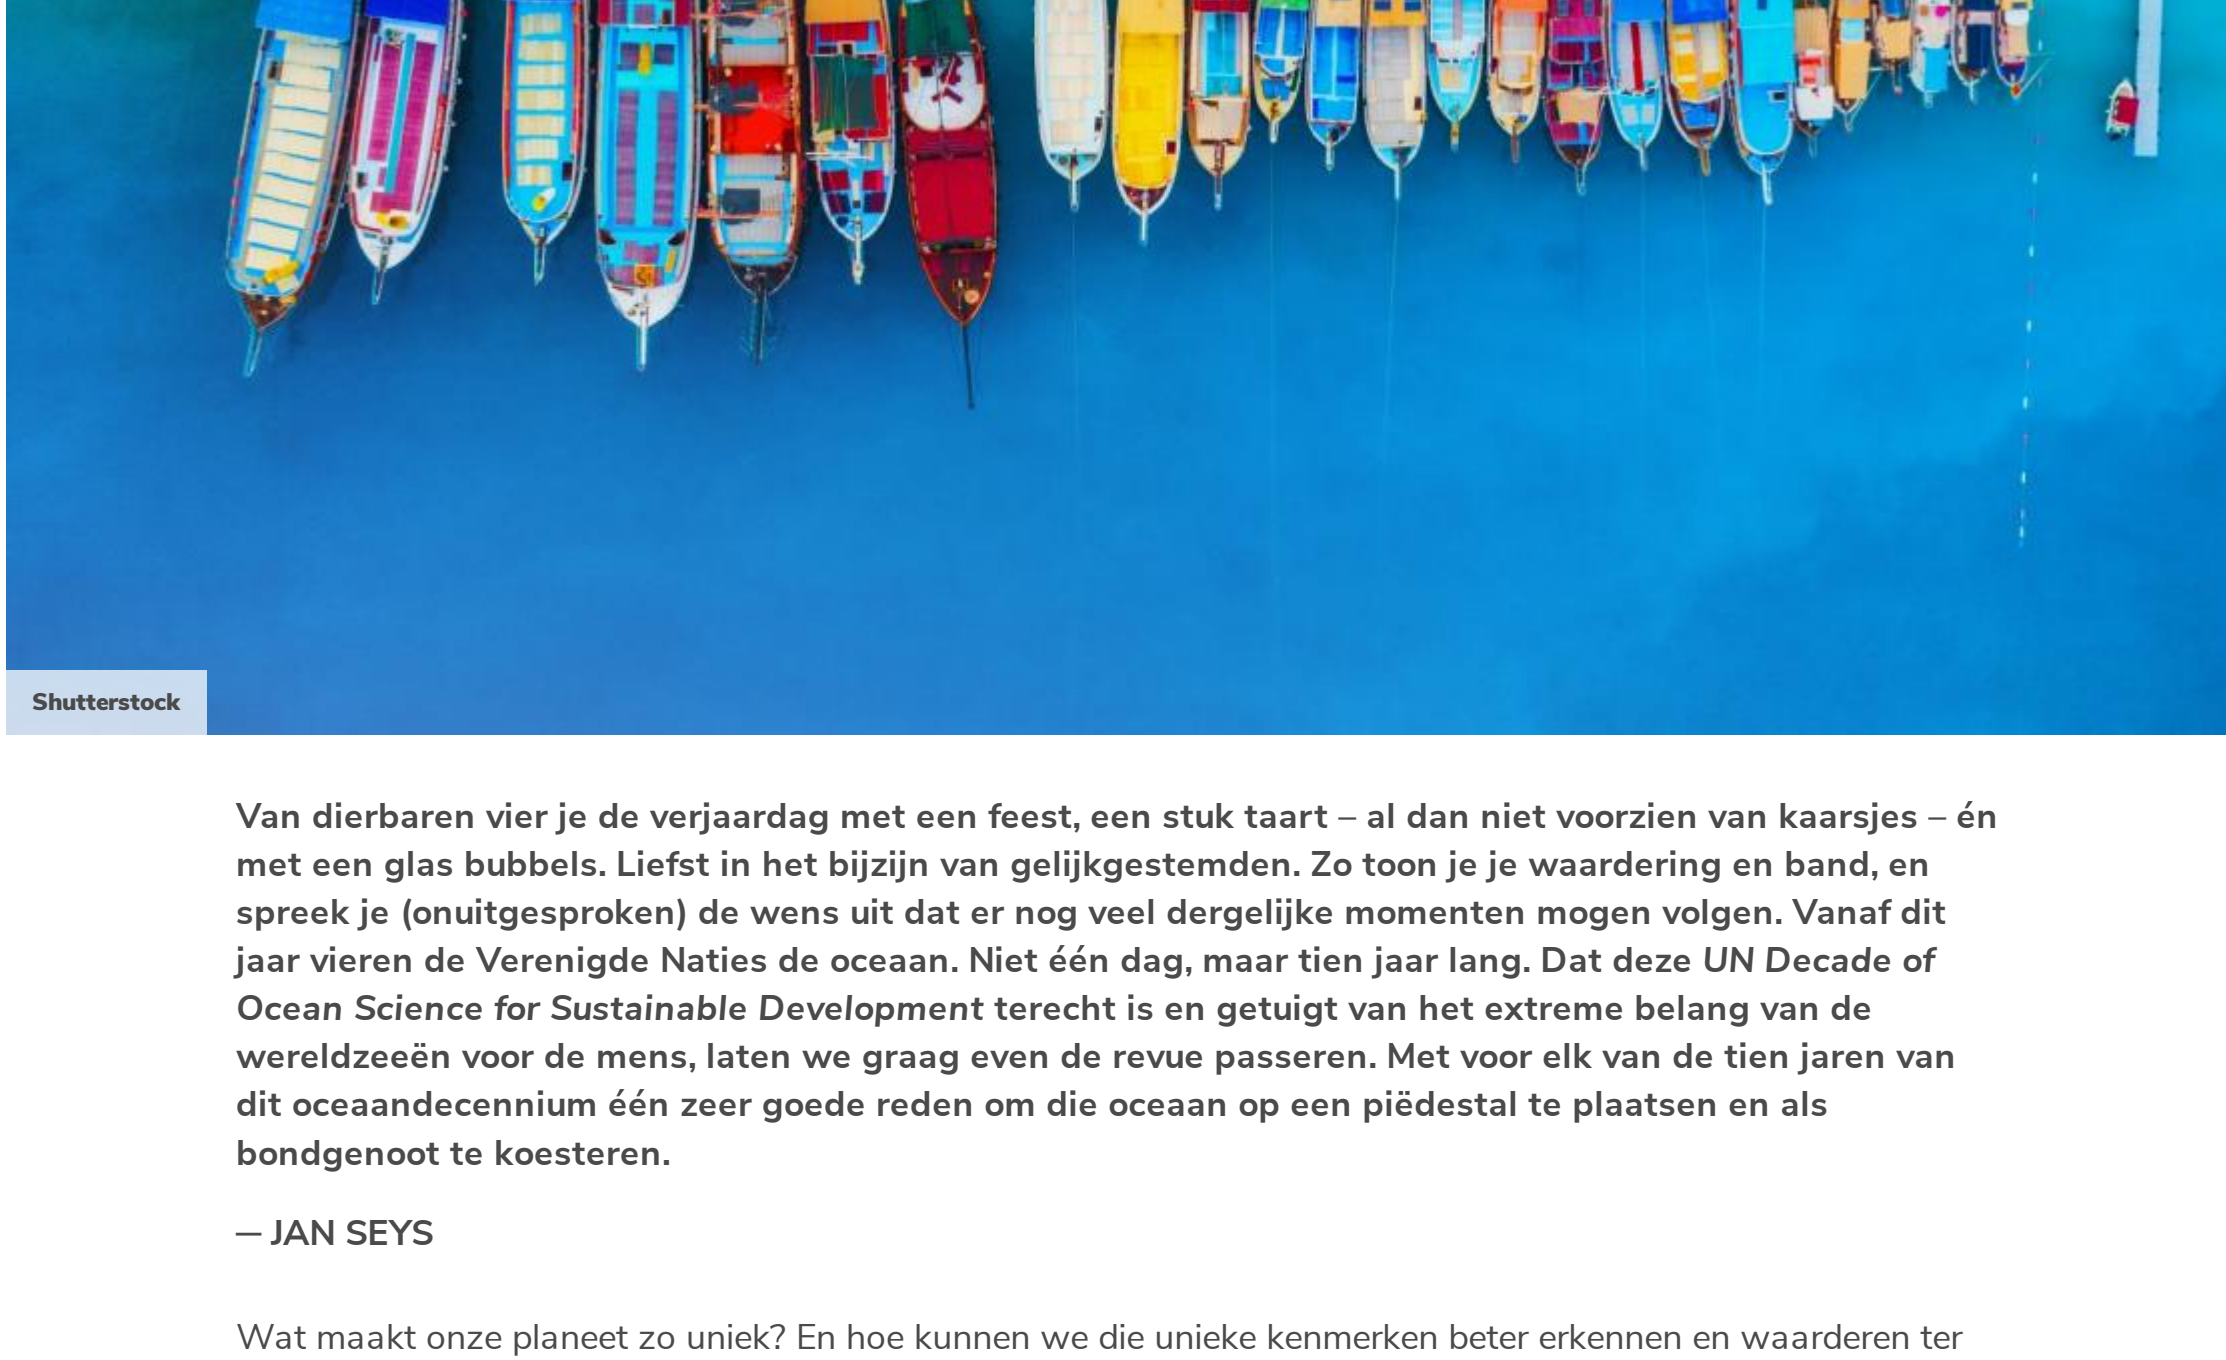 Shutterstock
Van dierbaren vier je de verjaardag met een feest, een stuk taart – al dan niet voorzien van kaarsjes – én
met een glas bubbels. Liefst in het bijzijn van gelijkgestemden. Zo toon je je waardering en band, en
spreek je (onuitgesproken) de wens uit dat er nog veel dergelijke momenten mogen volgen. Vanaf dit
jaar vieren de Verenigde Naties de oceaan. Niet één dag, maar tien jaar lang. Dat deze UN Decade of
Ocean Science for Sustainable Development terecht is en getuigt van het extreme belang van de
wereldzeeën voor de mens, laten we graag even de revue passeren. Met voor elk van de tien jaren van
dit oceaandecennium één zeer goede reden om die oceaan op een piëdestal te plaatsen en als
bondgenoot te koesteren.
— JAN SEYS
Wat maakt onze planeet zo uniek? En hoe kunnen we die unieke kenmerken beter erkennen en waarderen ter